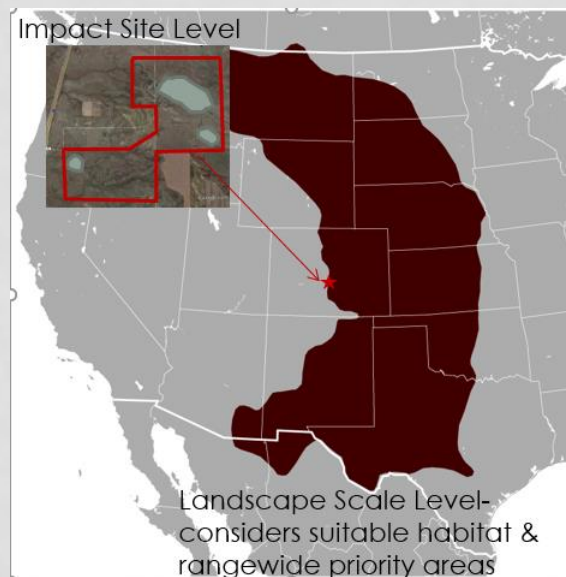 Impact Site Level
Landscape Scale Level-
considers suitable habitat &
rangewide priority areas